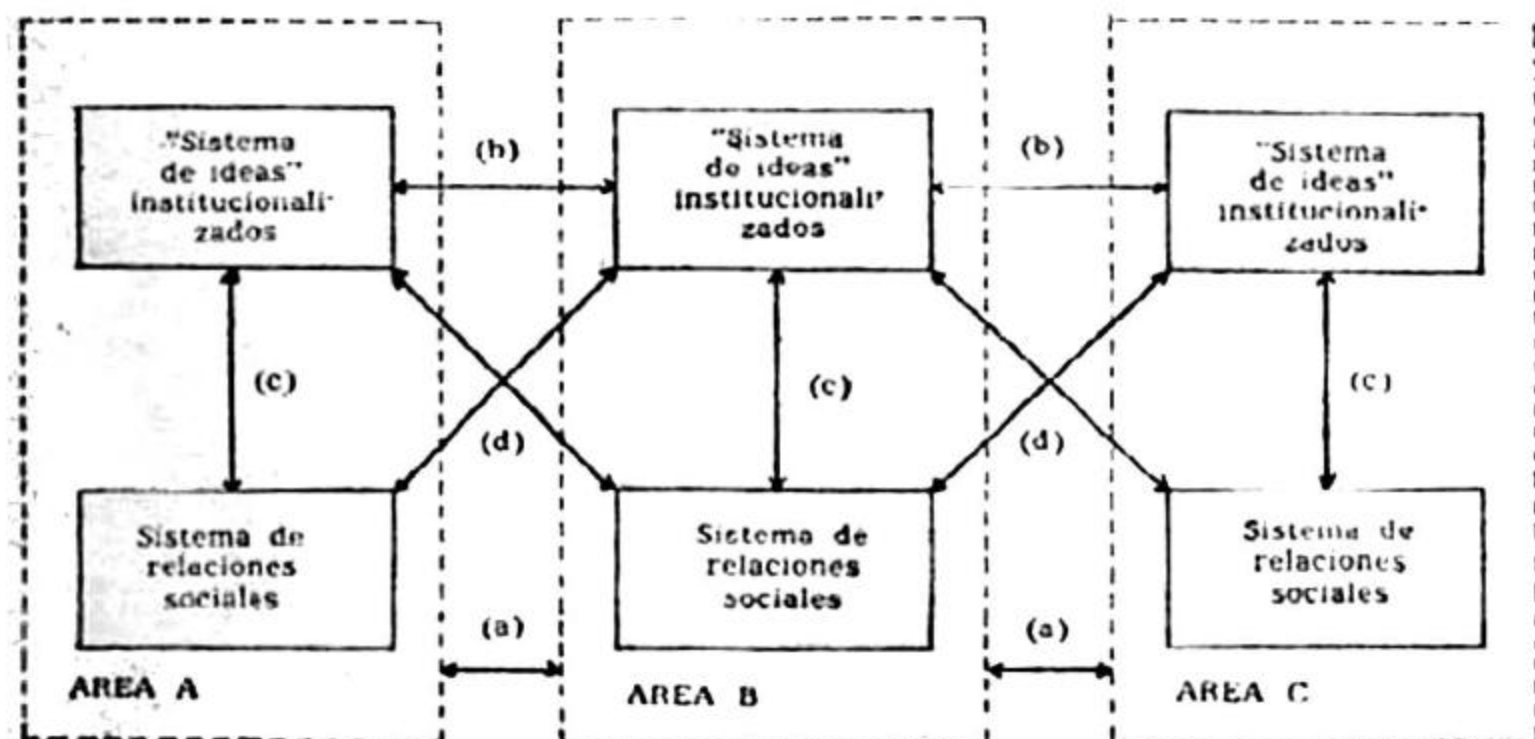 "Sistema
de ideas"
institucionali-
zados
(b)
"Sistema
de ideas"
institucionali-
zados
(b)
"Sistema
de ideas"
institucionali-
zados
(c)
(d)
(c)
(d)
(c)
Sistema de
relaciones
sociales
(a)
Sistema de
relaciones
sociales
(a)
Sistema de
relaciones
sociales
AREA A
AREA B
AREA C